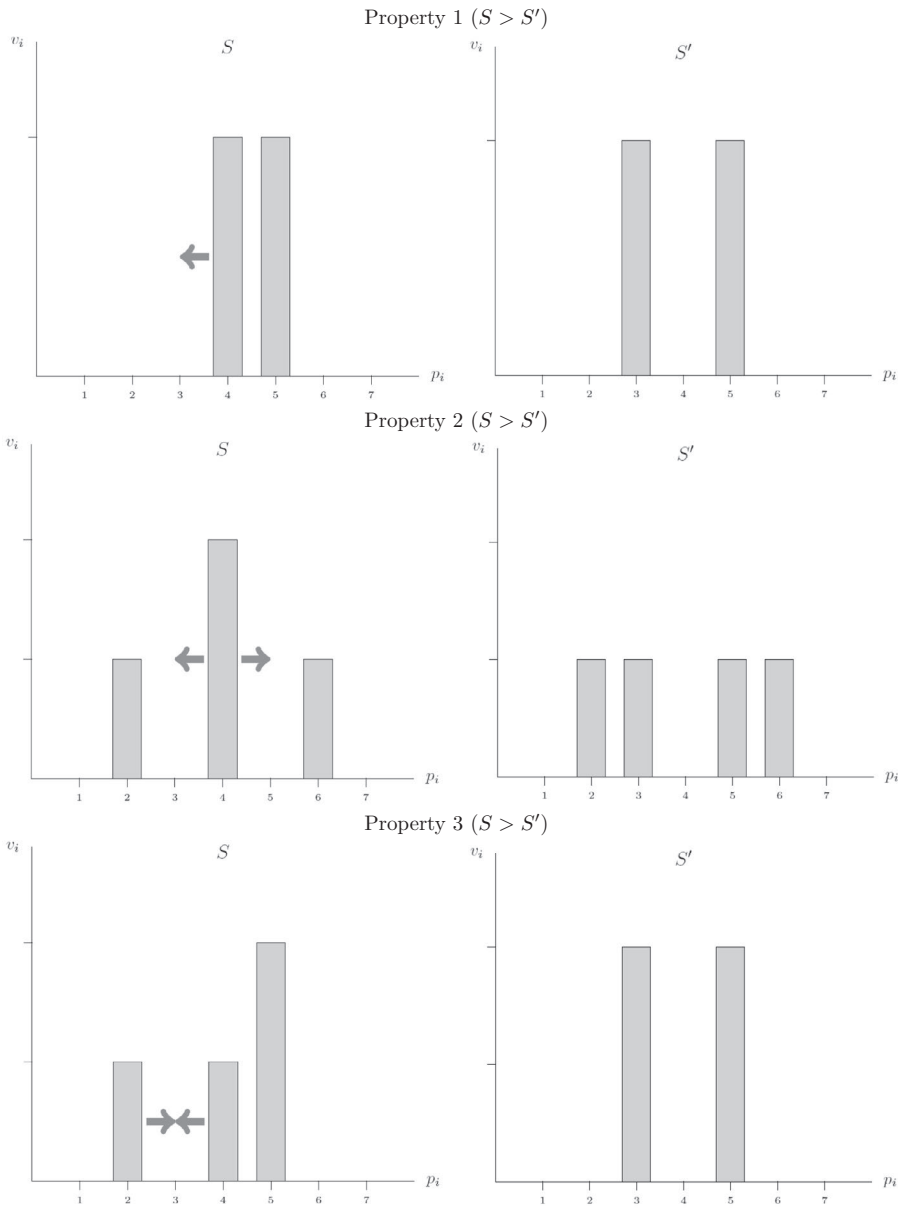 Property 1 (S > S′)
v_i S v_i S′
p_i p_i
1 2 3 4 5 6 7 1 2 3 4 5 6 7
Property 2 (S > S′)
v_i S v_i S′
p_i p_i
1 2 3 4 5 6 7 1 2 3 4 5 6 7
Property 3 (S > S′)
v_i S v_i S′
p_i p_i
1 2 3 4 5 6 7 1 2 3 4 5 6 7